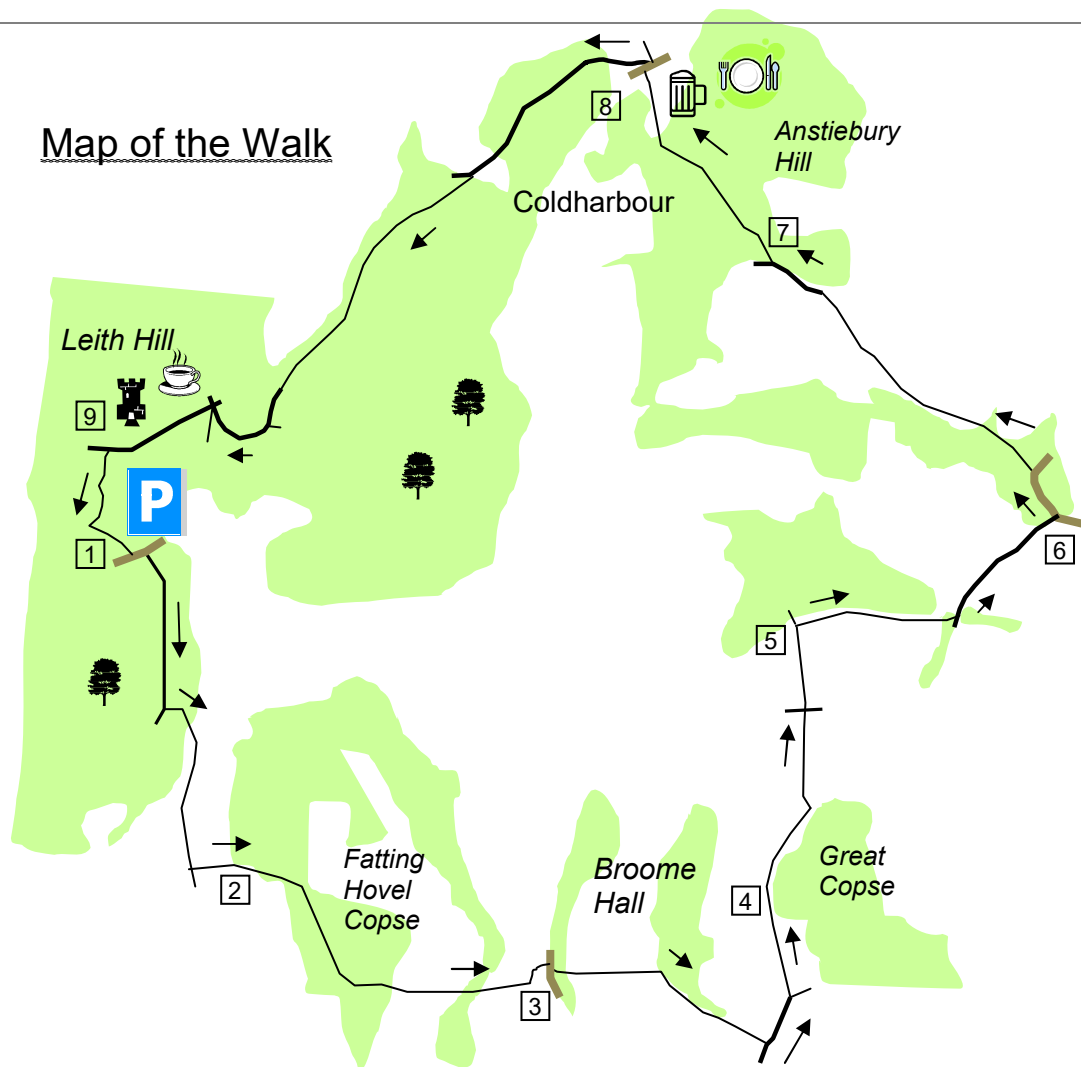 Map of the Walk
8
Anstiebury
Hill
Coldharbour
7
Leith Hill
9
P
1
6
5
2
Fatting
Hovel
Copse
Broome
Hall
4
Great
Copse
3